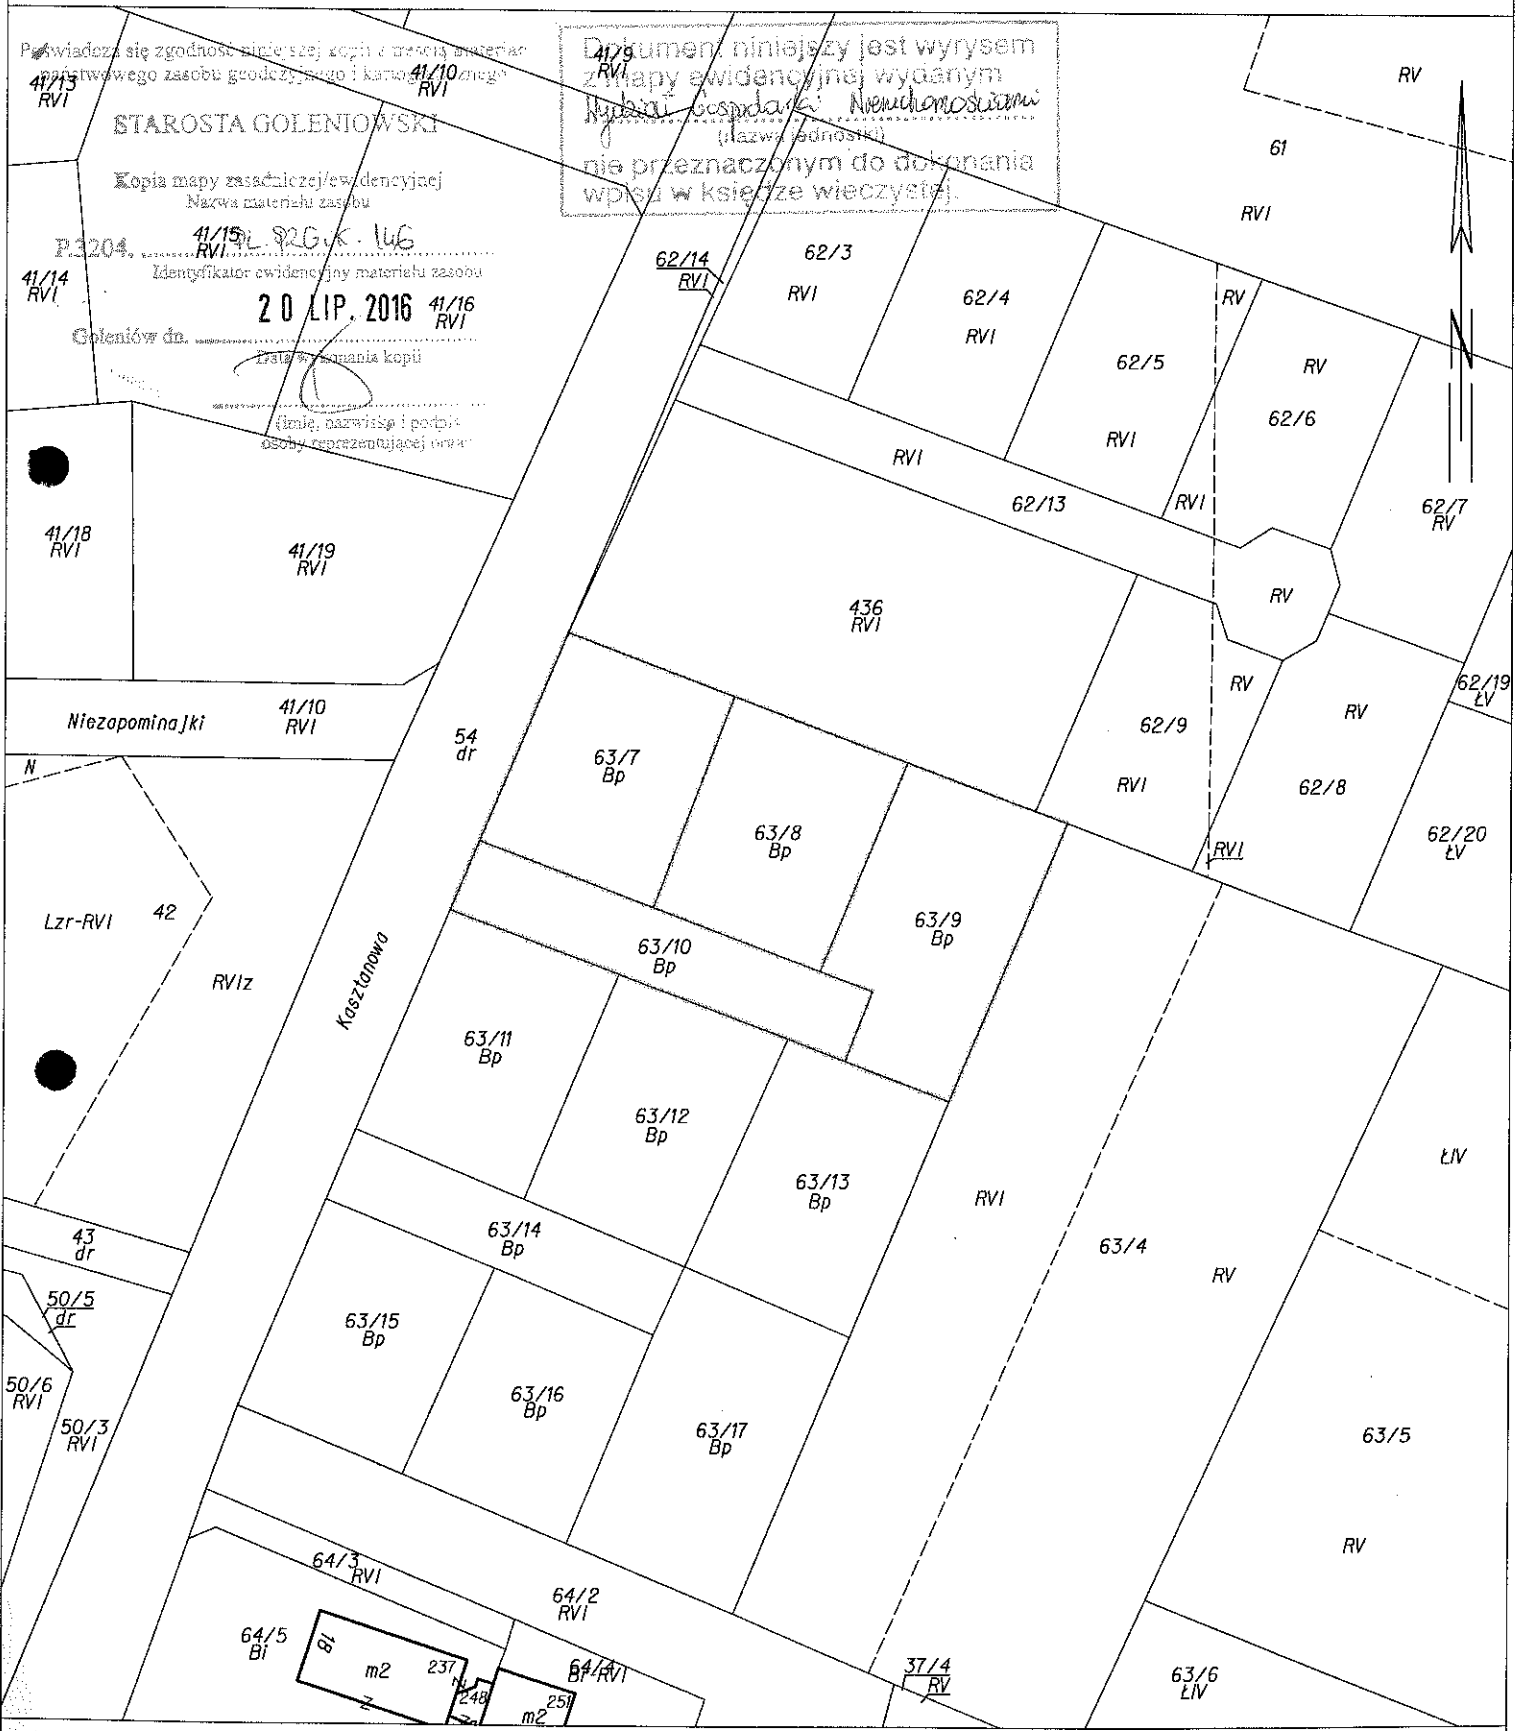 Poświadcza się zgodność niniejszej kopii z treścią materiału
państwowego zasobu geodezyjnego i kartograficznego
STAROSTA GOLENIOWSKI
Kopia mapy zasadniczej/ewidencyjnej
Nazwa materiału zasobu
P.3204.
Identyfikator ewidencyjny materiału zasobu
20 LIP. 2016
Goleniów dn.
Data wykonania kopii
(imię, nazwisko i podpis
osoby reprezentującej organ
Dokument niniejszy jest wyrysem
z mapy ewidencyjnej wydanym
Wydział Gospodarki Nieruchomościami
(nazwa jednostki)
nie przeznaczonym do dokonania
wpisu w księdze wieczystej.
41/13
RVI
41/10
RVI
41/9
RVI
RV
61
RVI
41/15
RVI
41/14
RVI
41/16
RVI
62/14
RVI
62/3
RVI
62/4
RVI
RV
62/5
RVI
RV
62/6
RVI
62/7
RV
N
RVI
62/13
41/18
RVI
41/19
RVI
436
RVI
RV
RV
62/9
RVI
RV
62/8
RVI
62/19
ŁV
62/20
ŁV
Niezapominajki
41/10
RVI
54
dr
63/7
Bp
63/8
Bp
63/9
Bp
N
Lzr-RVI
42
RVIz
Kasztanowa
63/10
Bp
63/11
Bp
63/12
Bp
63/13
Bp
RVI
63/4
RV
ŁIV
43
dr
63/14
Bp
50/5
dr
63/15
Bp
50/6
RVI
50/3
RVI
63/16
Bp
63/17
Bp
63/5
RV
64/3
RVI
64/2
RVI
64/5
Bi
18
m2
237
248
251
m2
64/4
Br-RVI
37/4
RV
63/6
ŁIV